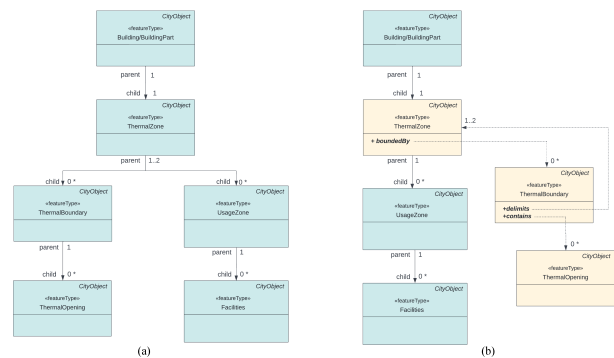 CityObject
«featureType»
Building/BuildingPart
parent 1
child 1
CityObject
«featureType»
ThermalZone
parent 1..2
child 0 *
child 0 *
CityObject
«featureType»
ThermalBoundary
CityObject
«featureType»
UsageZone
parent 1
child 0 *
parent 1
child 0 *
CityObject
«featureType»
ThermalOpening
CityObject
«featureType»
Facilities
(a)
CityObject
«featureType»
Building/BuildingPart
parent 1
child 1
CityObject
«featureType»
ThermalZone
+ boundedBy
1..2
parent 1
child 0 *
0 *
CityObject
«featureType»
ThermalBoundary
+delimits
+contains
CityObject
«featureType»
UsageZone
parent 1
child 0 *
0 *
CityObject
«featureType»
ThermalOpening
CityObject
«featureType»
Facilities
(b)